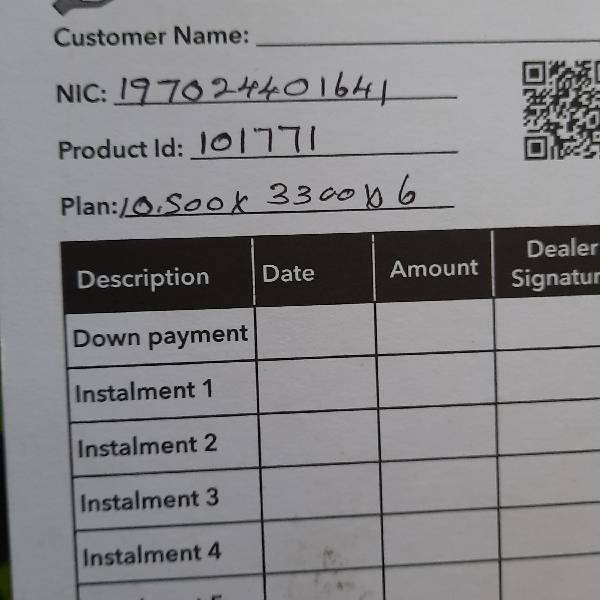 Customer Name:
NIC: 197024401641
Product Id: 101771
Plan: 10.500x 3300x6
Description Date Amount Dealer
Down payment
Instalment 1
Instalment 2
Instalment 3
Instalment 4